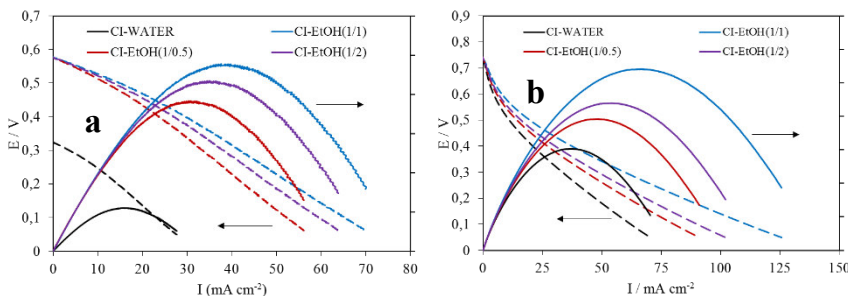 CI-WATER
CI-EtOH(1/1)
CI-EtOH(1/0.5)
CI-EtOH(1/2)
0,7
0,6
0,5
0,4
0,3
0,2
0,1
0
E / V
a
0
10
20
30
40
50
60
70
80
I (mA cm-2)
CI-WATER
CI-EtOH(1/1)
CI-EtOH(1/0.5)
CI-EtOH(1/2)
0,9
0,8
0,7
0,6
0,5
0,4
0,3
0,2
0,1
0
E / V
b
0
25
50
75
100
125
150
I / mA cm-2